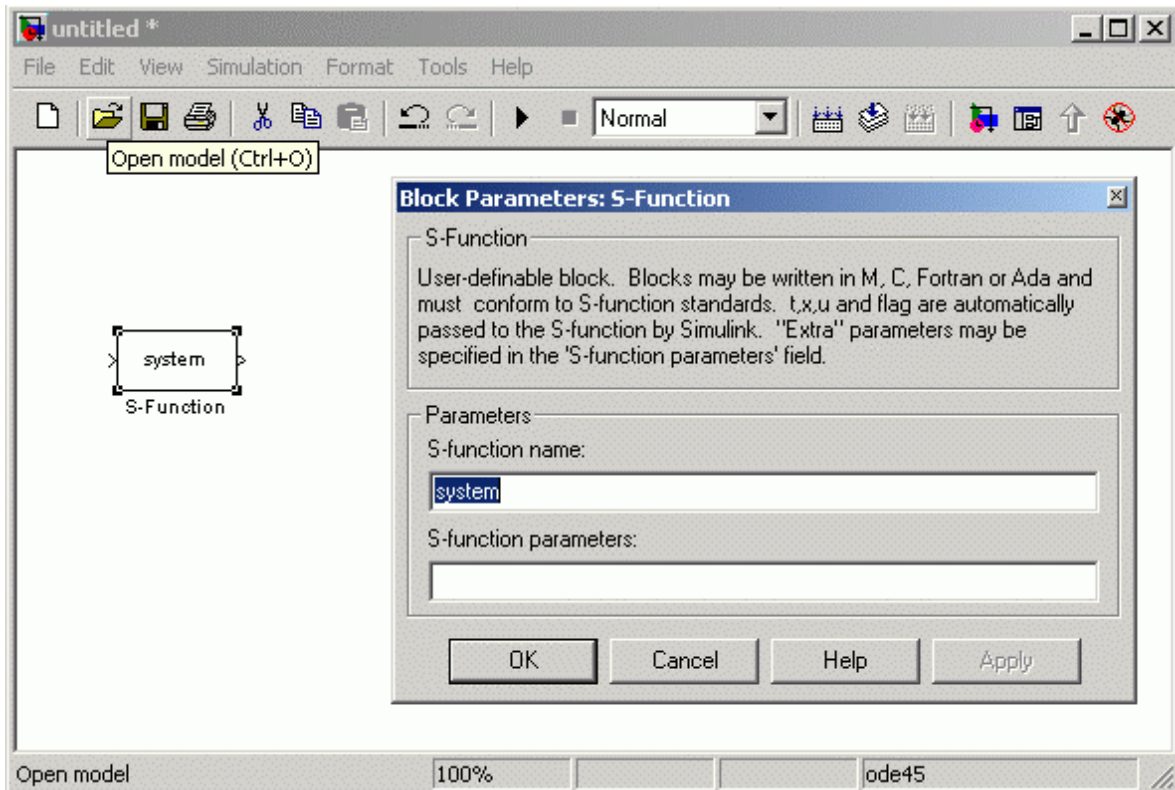 untitled *
File Edit View Simulation Format Tools Help
Normal
Open model (Ctrl+O)
Block Parameters: S-Function
S-Function
User-definable block.  Blocks may be written in M, C, Fortran or Ada and
must  conform to S-function standards.  t,x,u and flag are automatically
passed to the S-function by Simulink.  "Extra" parameters may be
specified in the 'S-function parameters' field.
system
S-Function
Parameters
S-function name:
system
S-function parameters:
OK Cancel Help Apply
Open model 100% ode45